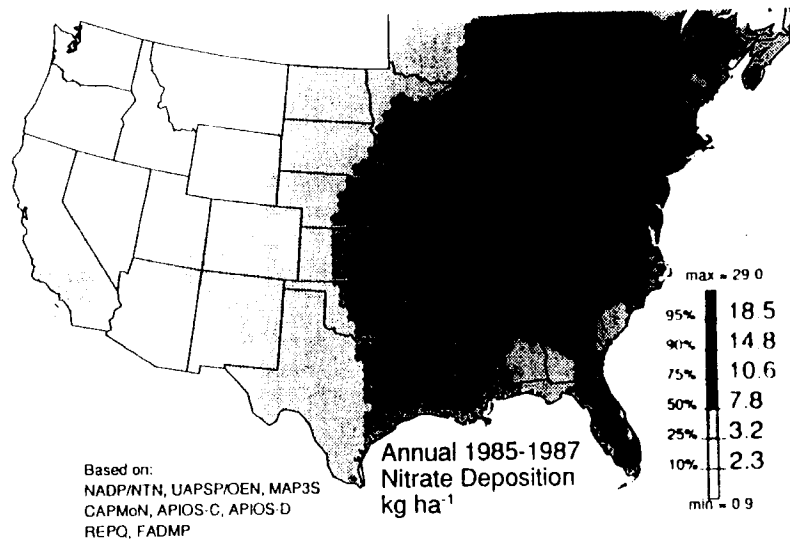 max = 29.0
95% 18.5
90% 14.8
75% 10.6
50% 7.8
25% 3.2
10% 2.3
min = 0.9
Annual 1985-1987
Nitrate Deposition
kg ha⁻¹
Based on:
NADP/NTN, UAPSP/OEN, MAP3S
CAPMoN, APIOS-C, APIOS-D
REPQ, FADMP